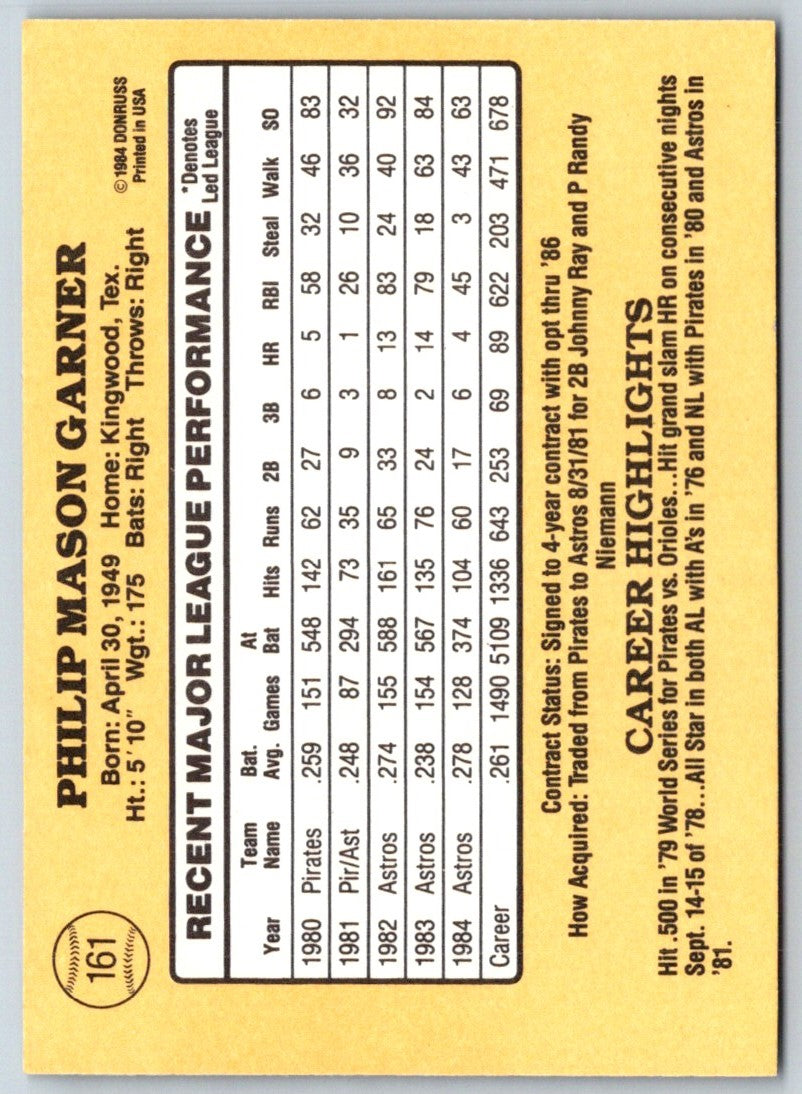 161
PHILIP MASON GARNER
Born: April 30, 1949 Home: Kingwood, Tex.
Ht.: 5'10" Wgt.: 175 Bats: Right Throws: Right
© 1984 DONRUSS
Printed in USA
RECENT MAJOR LEAGUE PERFORMANCE *Denotes Led League
Year Team Name Bat. Avg. Games At Bat Hits Runs 2B 3B HR RBI Steal Walk SO
1980 Pirates .259 151 548 142 62 27 6 5 58 32 46 83
1981 Pir/Ast .248 87 294 73 35 9 3 1 26 10 36 32
1982 Astros .274 155 588 161 65 33 8 13 83 24 40 92
1983 Astros .238 154 567 135 76 24 2 14 79 18 63 84
1984 Astros .278 128 374 104 60 17 6 4 45 3 43 63
Career .261 1490 5109 1336 643 253 69 89 622 203 471 678
Contract Status: Signed to 4-year contract with opt thru '86
How Acquired: Traded from Pirates to Astros 8/31/81 for 2B Johnny Ray and P Randy
Niemann
CAREER HIGHLIGHTS
Hit .500 in '79 World Series for Pirates vs. Orioles...Hit grand slam HR on consecutive nights
Sept. 14-15 of '78...All Star in both AL with A's in '76 and NL with Pirates in '80 and Astros in
'81.